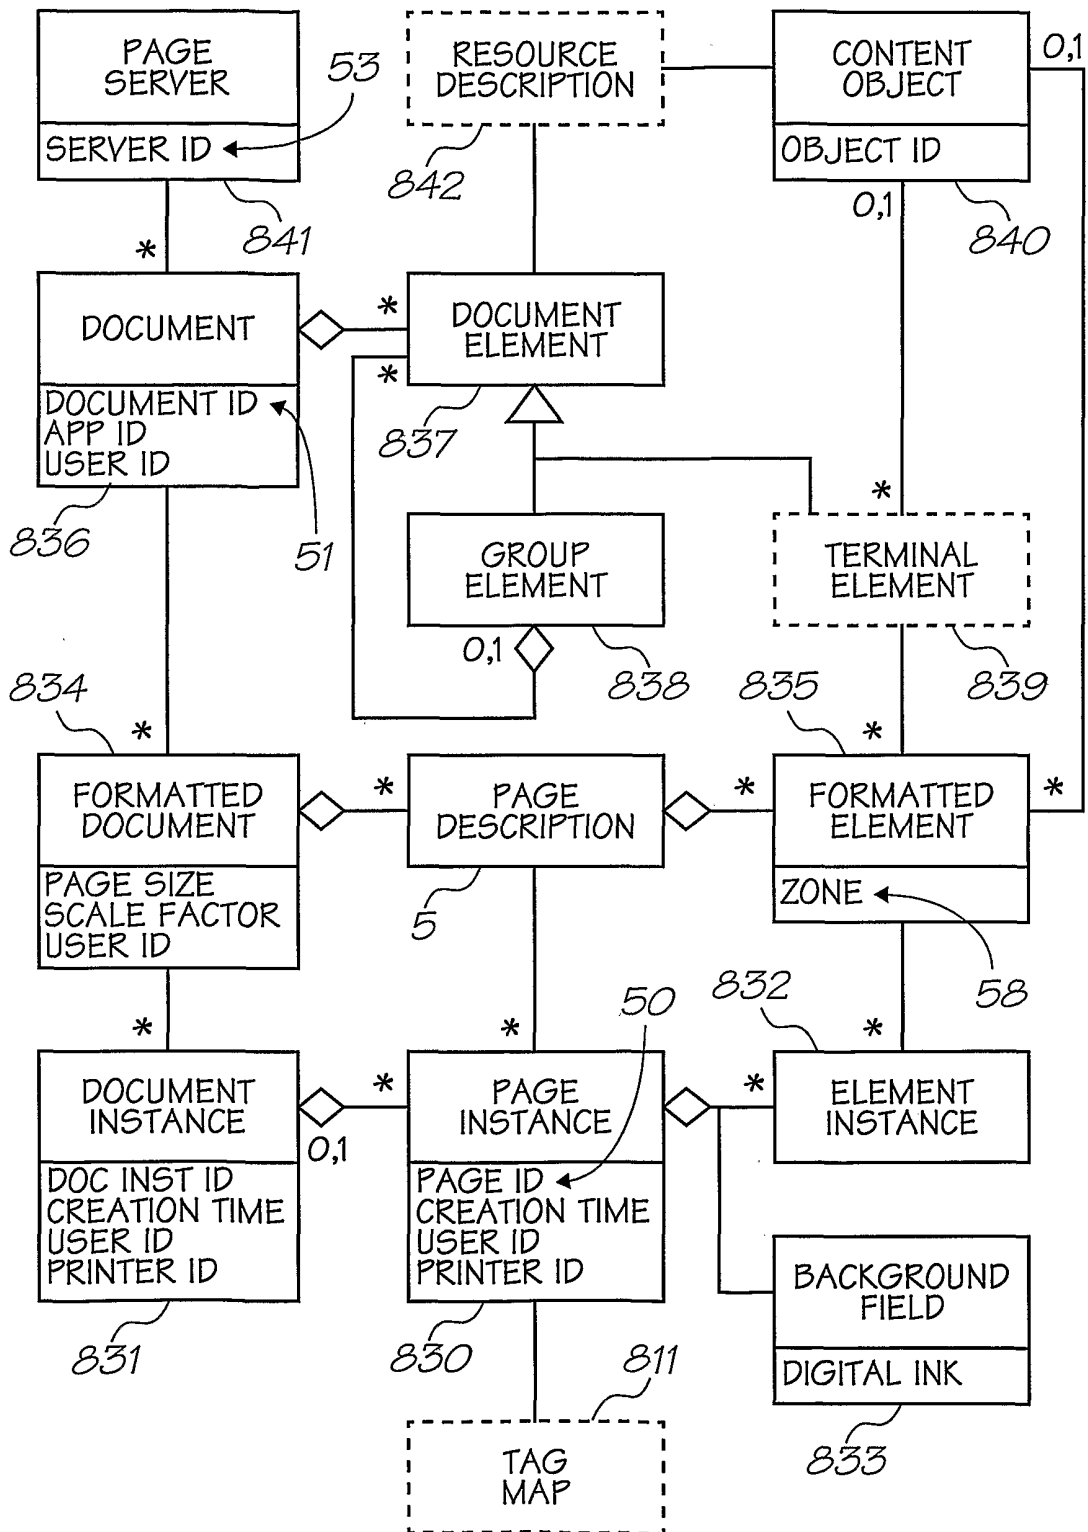 PAGE
SERVER
SERVER ID
53
841
*
RESOURCE
DESCRIPTION
842
CONTENT
OBJECT
OBJECT ID
0,1
0,1
840
DOCUMENT
DOCUMENT ID
APP ID
USER ID
836
51
*
*
DOCUMENT
ELEMENT
837
GROUP
ELEMENT
0,1
838
*
TERMINAL
ELEMENT
839
834
*
FORMATTED
DOCUMENT
PAGE SIZE
SCALE FACTOR
USER ID
*
PAGE
DESCRIPTION
5
*
835
*
FORMATTED
ELEMENT
*
ZONE
58
*
DOCUMENT
INSTANCE
DOC INST ID
CREATION TIME
USER ID
PRINTER ID
831
0,1
*
*
50
PAGE
INSTANCE
PAGE ID
CREATION TIME
USER ID
PRINTER ID
830
*
832
*
ELEMENT
INSTANCE
BACKGROUND
FIELD
DIGITAL INK
833
811
TAG
MAP